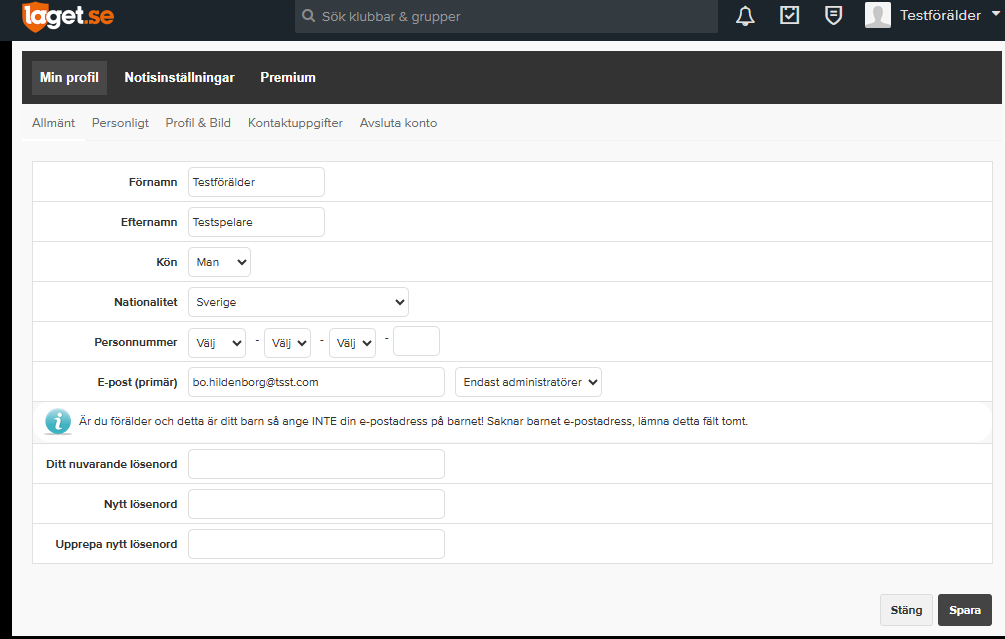 laget.se Sök klubbar & grupper Testförälder
Min profil Notisinställningar Premium
Allmänt Personligt Profil & Bild Kontaktuppgifter Avsluta konto
Förnamn Testförälder
Efternamn Testspelare
Kön Man
Nationalitet Sverige
Personnummer Välj - Välj - Välj -
E-post (primär) bo.hildenborg@tsst.com Endast administratörer
i Är du förälder och detta är ditt barn så ange INTE din e-postadress på barnet! Saknar barnet e-postadress, lämna detta fält tomt.
Ditt nuvarande lösenord
Nytt lösenord
Upprepa nytt lösenord
Stäng Spara